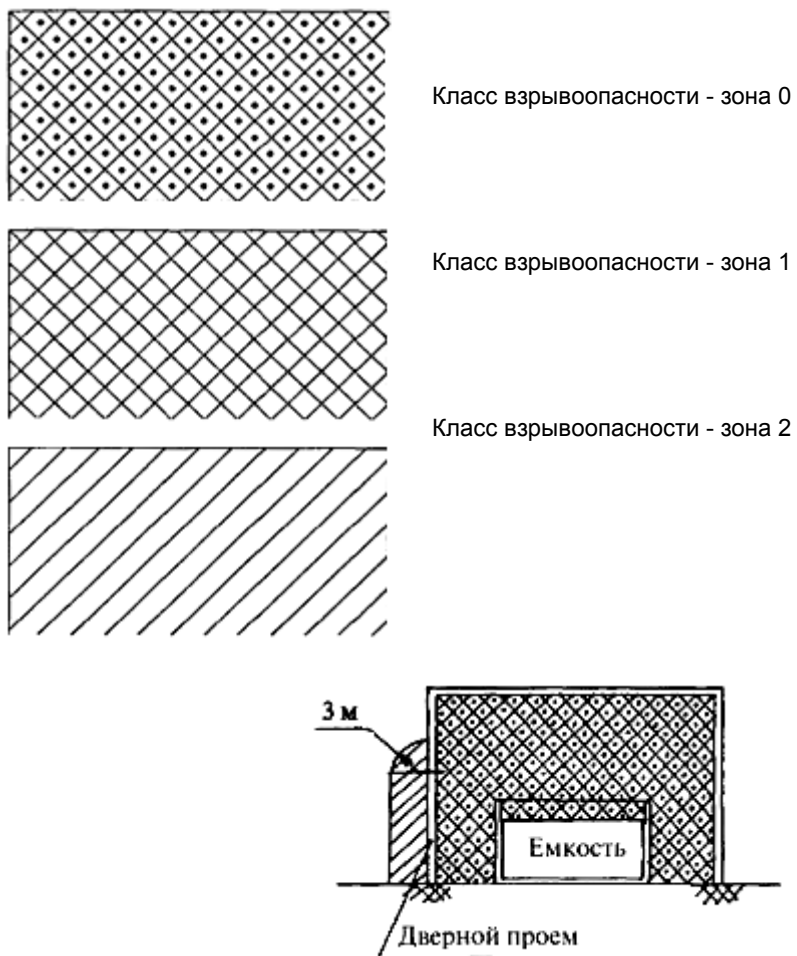 Класс взрывоопасности - зона 0
Класс взрывоопасности - зона 1
Класс взрывоопасности - зона 2
3 м
Емкость
Дверной проем